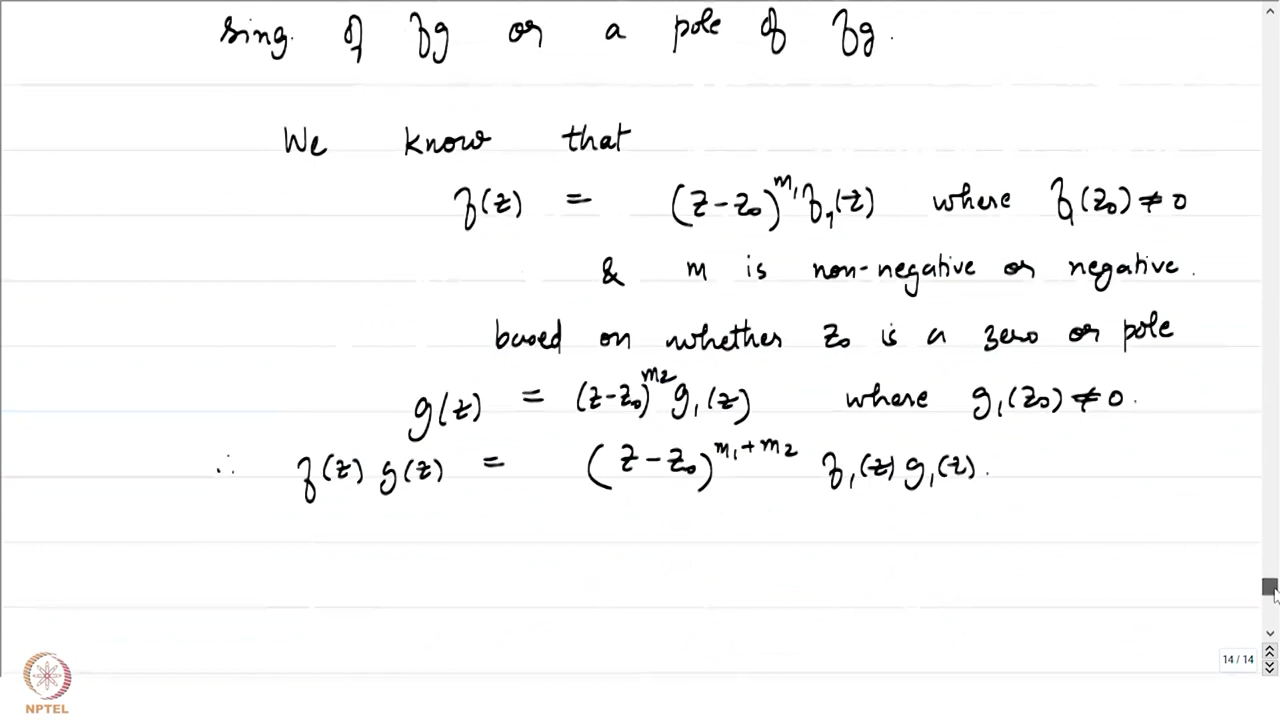 sing. of fg or a pole of fg.
We know that
f(z) = (z-z₀)^m₁ f₁(z) where f₁(z₀) ≠ 0
& m is non-negative or negative.
based on whether z₀ is a zero or pole
g(z) = (z-z₀)^m₂ g₁(z) where g₁(z₀) ≠ 0.
∴ f(z) g(z) = (z-z₀)^m₁+m₂ f₁(z) g₁(z).
14 / 14
NPTEL